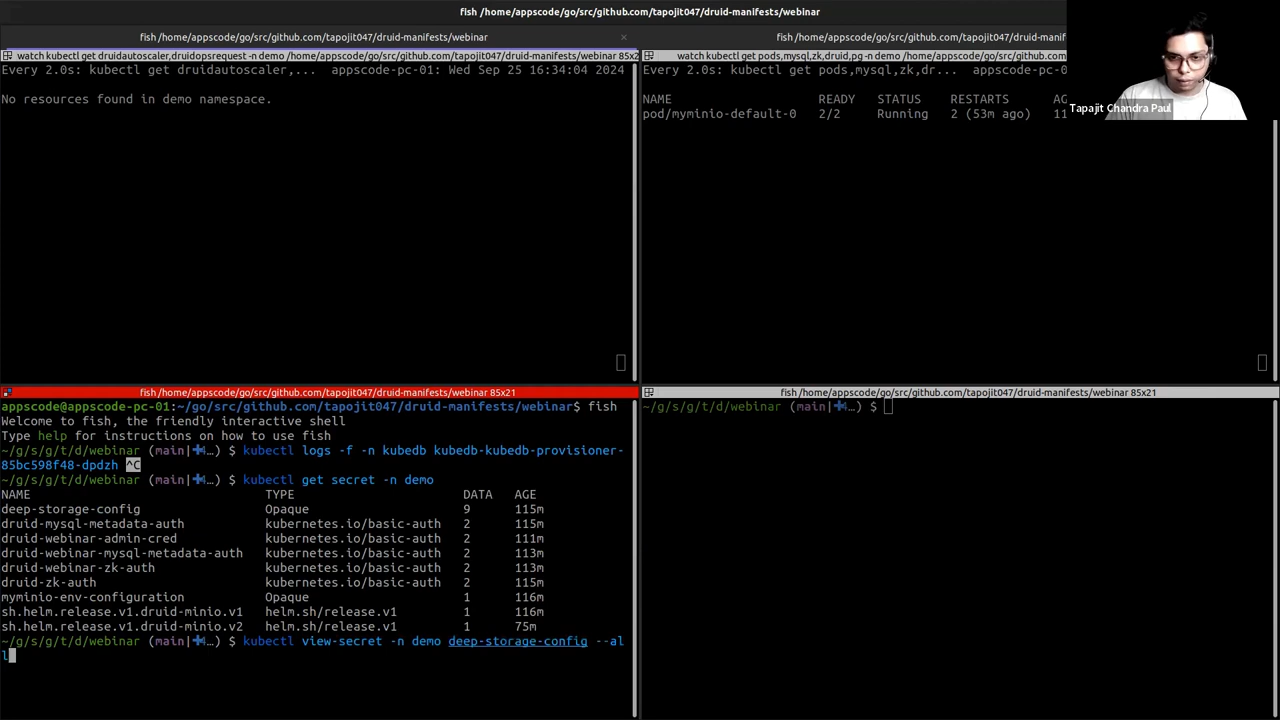 fish /home/appscode/go/src/github.com/tapojit047/druid-manifests/webinar
fish /home/appscode/go/src/github.com/tapojit047/druid-manifests/webinar ×
watch kubectl get druidautoscaler,druidopsrequest -n demo /home/appscode/go/src/github.com/tapojit047/druid-manifests/webinar 85x2
Every 2.0s: kubectl get druidautoscaler,... appscode-pc-01: Wed Sep 25 16:34:04 2024
No resources found in demo namespace.
fish /home/appscode/go/src/github.com/tapojit047/druid-manif
watch kubectl get pods,mysql,zk,druid,pg -n demo /home/appscode/go/src/github.com
Every 2.0s: kubectl get pods,mysql,zk,dr... appscode-pc-0
NAME READY STATUS RESTARTS AG
pod/myminio-default-0 2/2 Running 2 (53m ago) 11
Tapajit Chandra Paul
fish /home/appscode/go/src/github.com/tapojit047/druid-manifests/webinar 85x21
appscode@appscode-pc-01:~/go/src/github.com/tapojit047/druid-manifests/webinar$ fish
Welcome to fish, the friendly interactive shell
Type help for instructions on how to use fish
~/g/s/g/t/d/webinar (main|✚4…) $ kubectl logs -f -n kubedb kubedb-kubedb-provisioner-
85bc598f48-dpdzh ^C
~/g/s/g/t/d/webinar (main|✚4…) $ kubectl get secret -n demo
NAME TYPE DATA AGE
deep-storage-config Opaque 9 115m
druid-mysql-metadata-auth kubernetes.io/basic-auth 2 115m
druid-webinar-admin-cred kubernetes.io/basic-auth 2 111m
druid-webinar-mysql-metadata-auth kubernetes.io/basic-auth 2 113m
druid-webinar-zk-auth kubernetes.io/basic-auth 2 113m
druid-zk-auth kubernetes.io/basic-auth 2 115m
myminio-env-configuration Opaque 1 116m
sh.helm.release.v1.druid-minio.v1 helm.sh/release.v1 1 116m
sh.helm.release.v1.druid-minio.v2 helm.sh/release.v1 1 75m
~/g/s/g/t/d/webinar (main|✚4…) $ kubectl view-secret -n demo deep-storage-config --al
l
fish /home/appscode/go/src/github.com/tapojit047/druid-manifests/webinar 85x21
~/g/s/g/t/d/webinar (main|✚4…) $